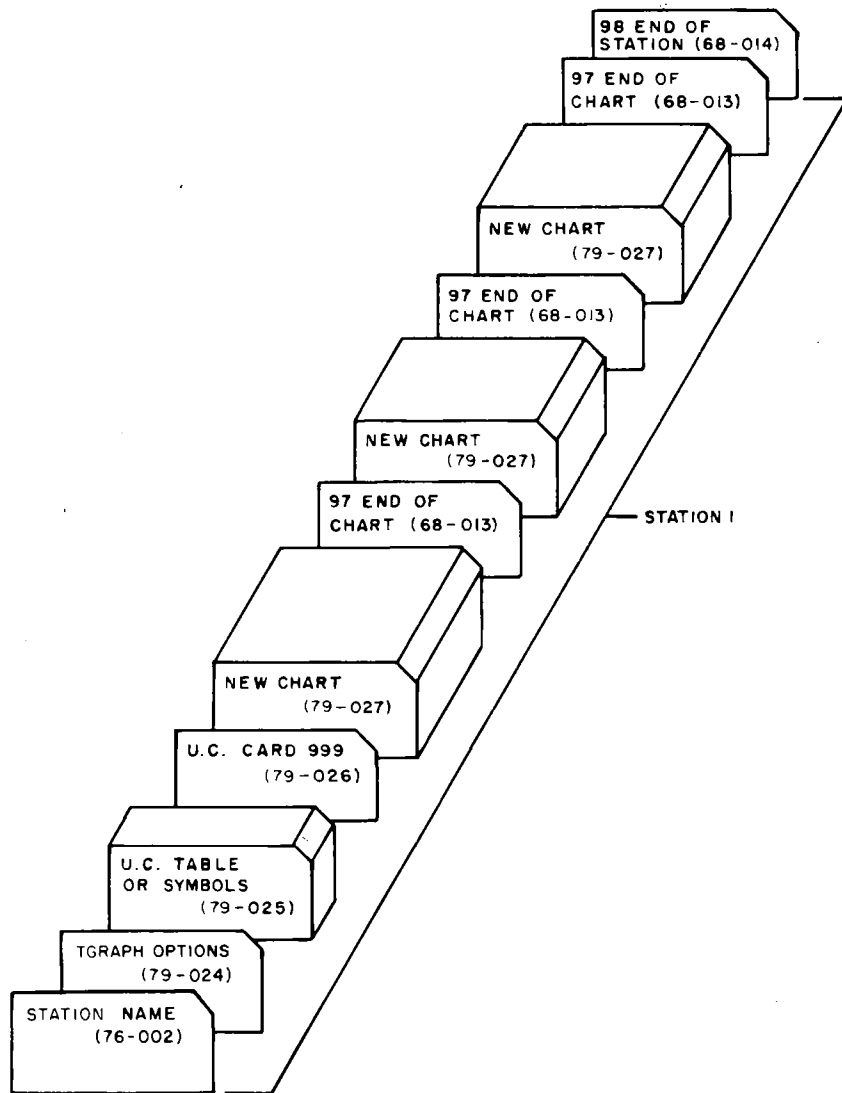 98 END OF
STATION (68-014)
97 END OF
CHART (68-013)
NEW CHART
(79-027)
97 END OF
CHART (68-013)
NEW CHART
(79-027)
97 END OF
CHART (68-013)
STATION 1
NEW CHART
(79-027)
U.C. CARD 999
(79-026)
U.C. TABLE
OR SYMBOLS
(79-025)
TGRAPH OPTIONS
(79-024)
STATION NAME
(76-002)